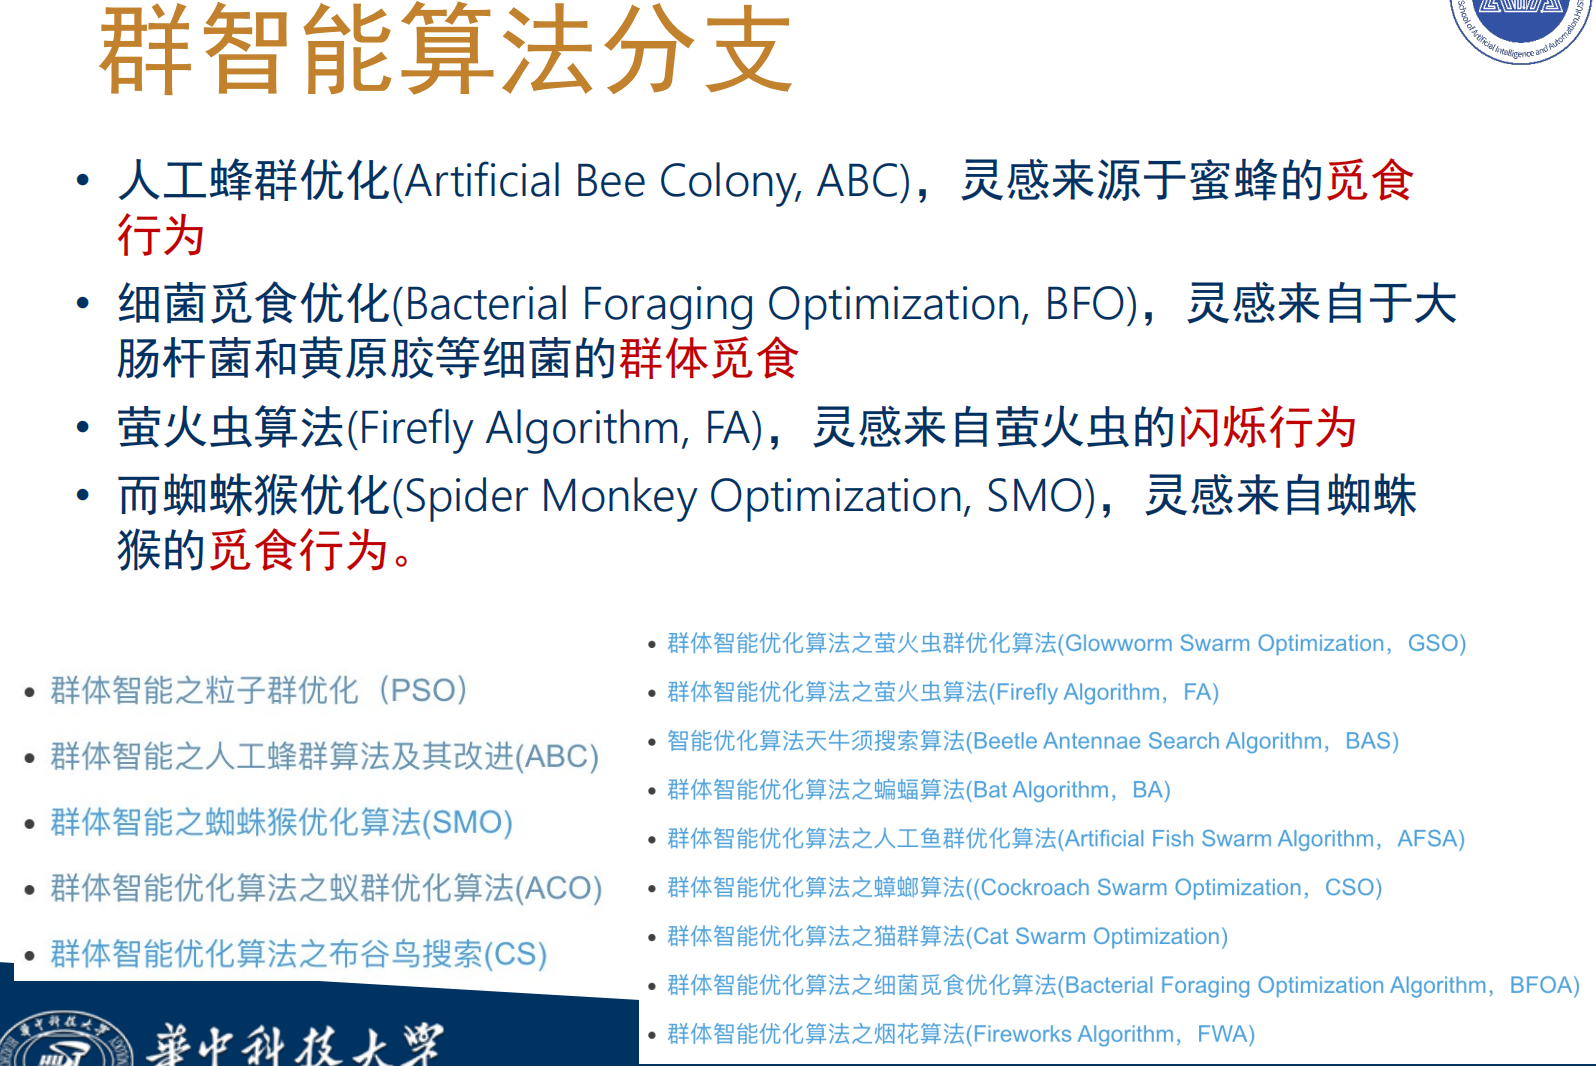 群智能算法分支
School of Artificial Intelligence and Automation,HUST
• 人工蜂群优化(Artificial Bee Colony, ABC)，灵感来源于蜜蜂的觅食
行为
• 细菌觅食优化(Bacterial Foraging Optimization, BFO)，灵感来自于大
肠杆菌和黄原胶等细菌的群体觅食
• 萤火虫算法(Firefly Algorithm, FA)，灵感来自萤火虫的闪烁行为
• 而蜘蛛猴优化(Spider Monkey Optimization, SMO)，灵感来自蜘蛛
猴的觅食行为。
• 群体智能之粒子群优化（PSO）
• 群体智能之人工蜂群算法及其改进(ABC)
• 群体智能之蜘蛛猴优化算法(SMO)
• 群体智能优化算法之蚁群优化算法(ACO)
• 群体智能优化算法之布谷鸟搜索(CS)
• 群体智能优化算法之萤火虫群优化算法(Glowworm Swarm Optimization，GSO)
• 群体智能优化算法之萤火虫算法(Firefly Algorithm，FA)
• 智能优化算法天牛须搜索算法(Beetle Antennae Search Algorithm，BAS)
• 群体智能优化算法之蝙蝠算法(Bat Algorithm，BA)
• 群体智能优化算法之人工鱼群优化算法(Artificial Fish Swarm Algorithm，AFSA)
• 群体智能优化算法之蟑螂算法((Cockroach Swarm Optimization，CSO)
• 群体智能优化算法之猫群算法(Cat Swarm Optimization)
• 群体智能优化算法之细菌觅食优化算法(Bacterial Foraging Optimization Algorithm，BFOA)
• 群体智能优化算法之烟花算法(Fireworks Algorithm，FWA)
華中科技大学
華中科技大学
HUST